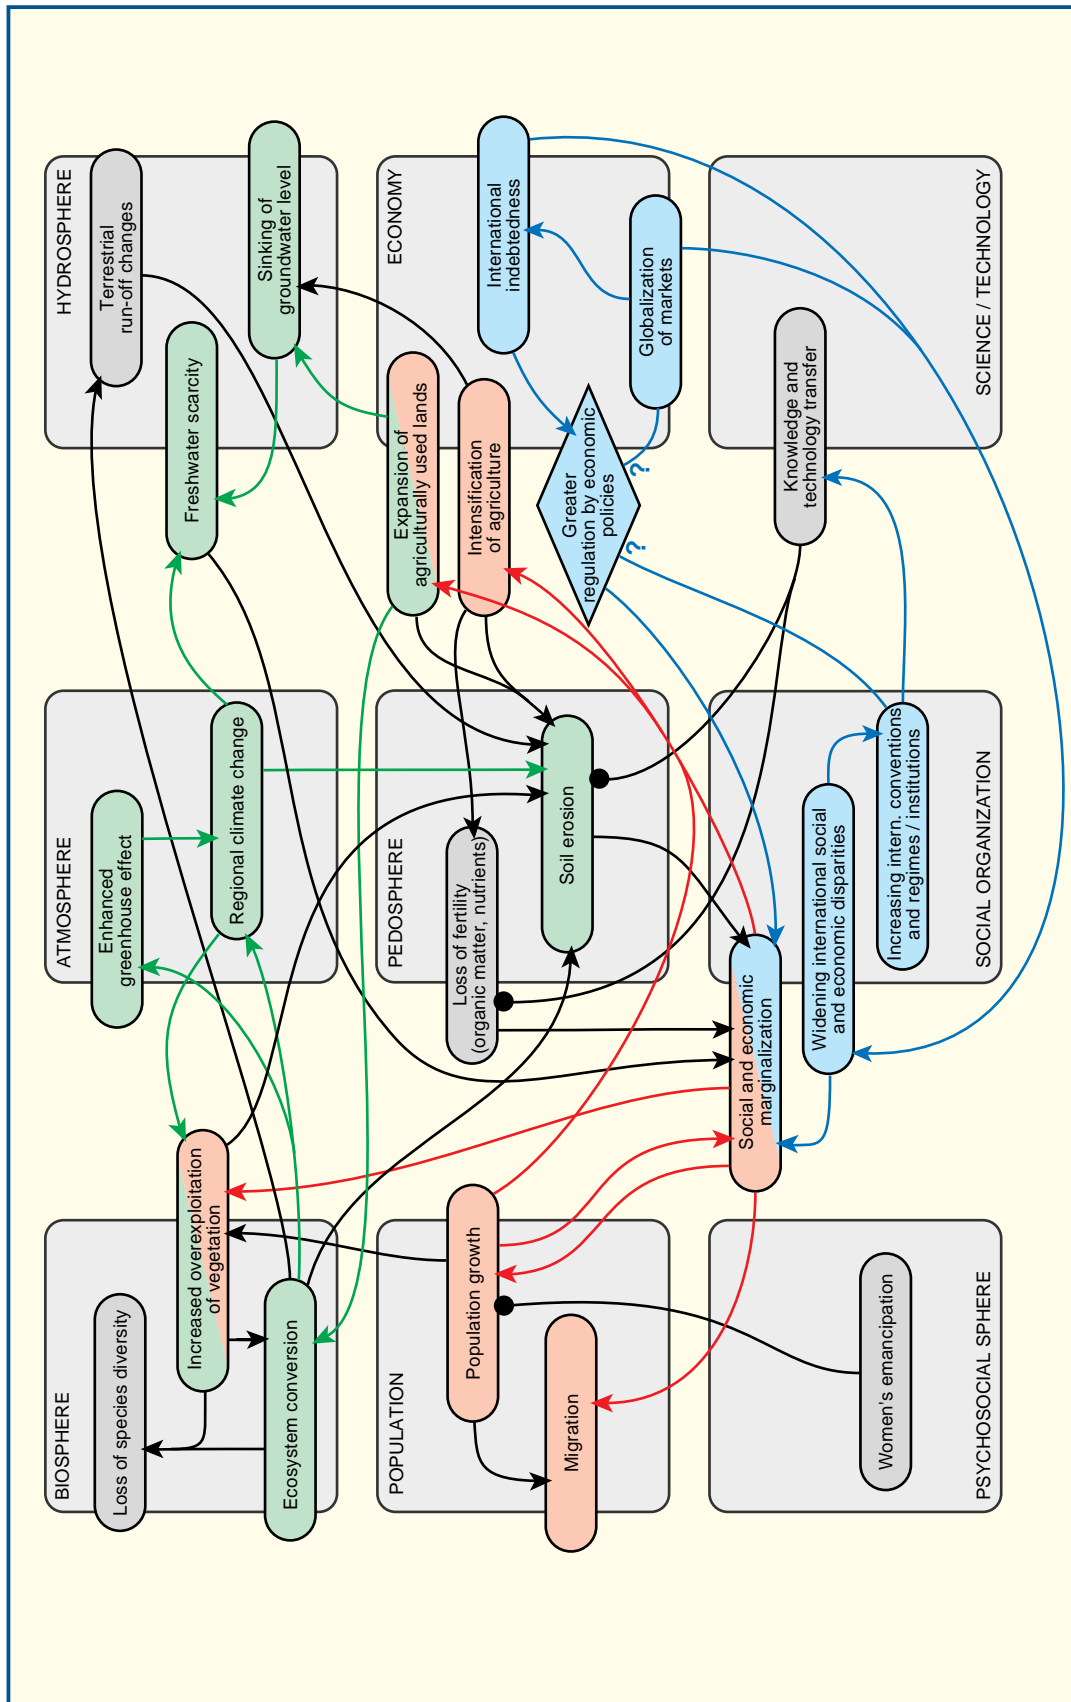 BIOSPHERE
Loss of species diversity
Increased overexploitation
of vegetation
Ecosystem conversion
ATMOSPHERE
Enhanced
greenhouse effect
Regional climate change
HYDROSPHERE
Terrestrial
run-off changes
Freshwater scarcity
Sinking of
groundwater level
POPULATION
Population growth
Migration
PEDOSPHERE
Loss of fertility
(organic matter, nutrients)
Soil erosion
ECONOMY
Expansion of
agriculturally used lands
Intensification
of agriculture
International
indebtedness
Greater
regulation by economic
policies
?
?
Globalization
of markets
PSYCHOSOCIAL SPHERE
Women's emancipation
SOCIAL ORGANIZATION
Social and economic
marginalization
Widening international social
and economic disparities
Increasing intern. conventions
and regimes / institutions
SCIENCE / TECHNOLOGY
Knowledge and
technology transfer